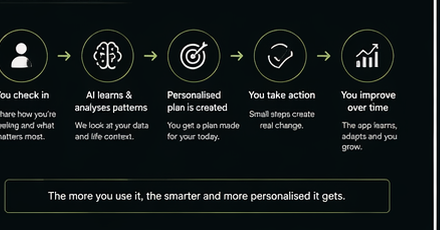 You check in
AI learns &
analyses patterns
Personalised
plan is created
You take action
You improve
over time
Share how you're
feeling and what
matters most.
We look at your data
and life context.
You get a plan made
for your today.
Small steps create
real change.
The app learns,
adapts and you
grow.
The more you use it, the smarter and more personalised it gets.